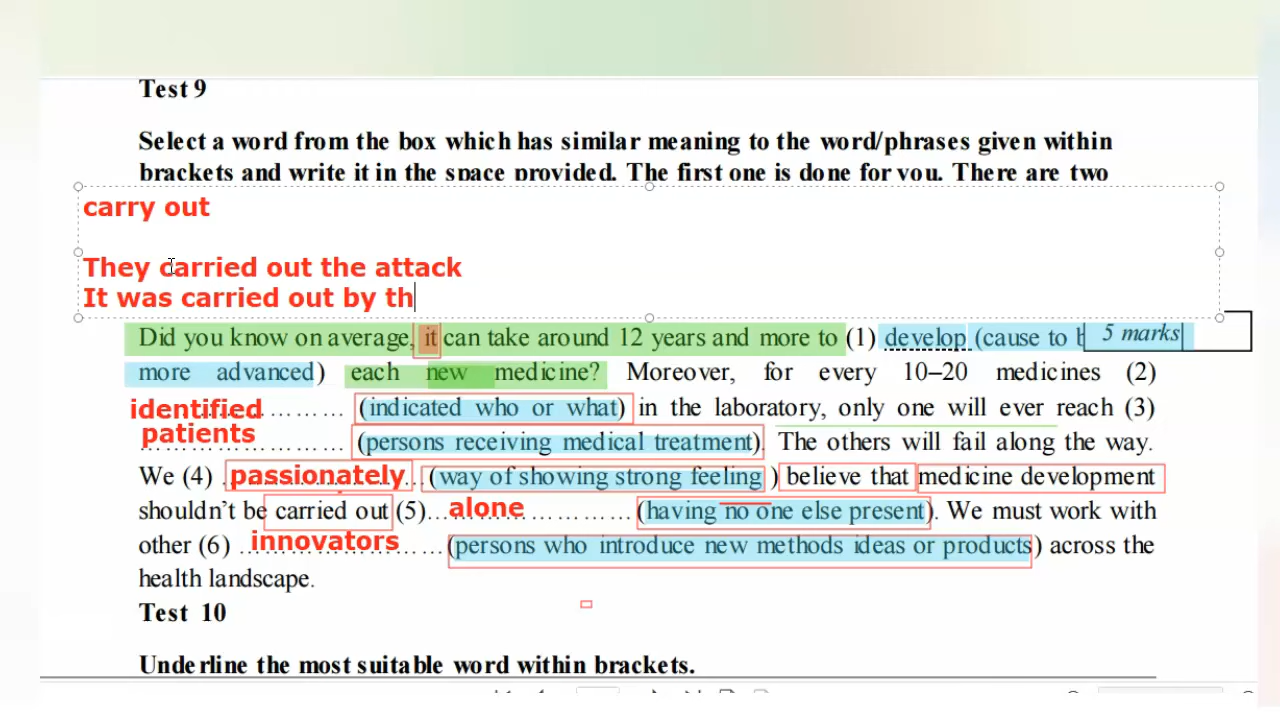 Test 9
Select a word from the box which has similar meaning to the word/phrases given within
brackets and write it in the space provided. The first one is done for you. There are two
carry out
They carried out the attack
It was carried out by th
Did you know on average, it can take around 12 years and more to (1) develop (cause to b 5 marks
more advanced) each new medicine? Moreover, for every 10–20 medicines (2)
identified ……… (indicated who or what) in the laboratory, only one will ever reach (3)
patients ……………… (persons receiving medical treatment). The others will fail along the way.
We (4) passionately (way of showing strong feeling ) believe that medicine development
shouldn't be carried out (5)… alone ………………… (having no one else present). We must work with
other (6) innovators …… (persons who introduce new methods ideas or products) across the
health landscape.
Test 10
Underline the most suitable word within brackets.